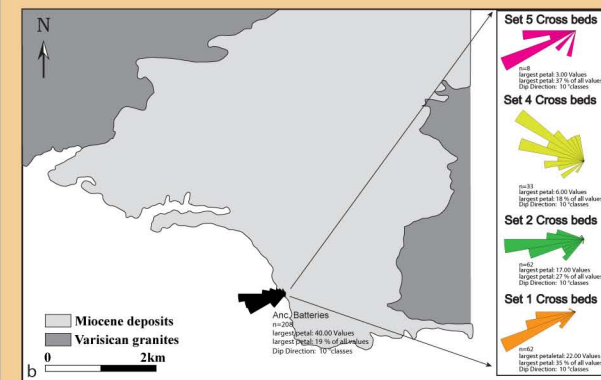 N
Anc. Batteries
n=208
largest petal: 40.00 Values
largest petal: 19 % of all values
Dip Direction: 10 °classes
Miocene deposits
Varisican granites
0 2km
b
Set 5 Cross beds
n=8
largest petal: 3.00 Values
largest petal: 37 % of all values
Dip Direction: 10 °classes
Set 4 Cross beds
n=33
largest petal: 6.00 Values
largest petal: 18 % of all values
Dip Direction: 10 °classes
Set 2 Cross beds
n=62
largest petal: 17.00 Values
largest petal: 27 % of all values
Dip Direction: 10 °classes
Set 1 Cross beds
n=62
largest petaletal: 22.00 Values
largest petal: 35 % of all values
Dip Direction: 10 °classes